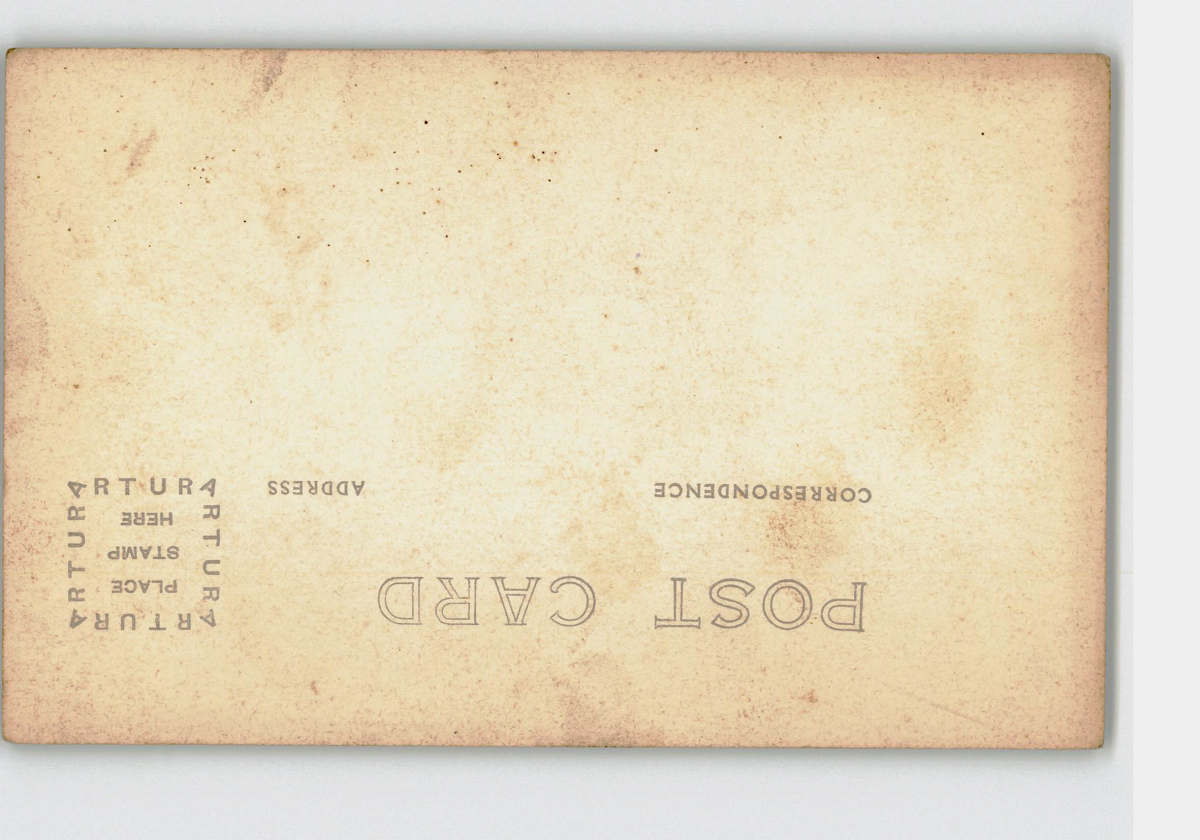 POST CARD
CORRESPONDENCE
ADDRESS
ARTURA
ARTURA
PLACE
STAMP
HERE
ARTURA
ARTURA